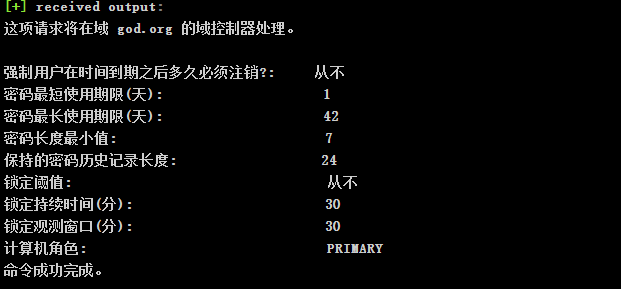 [+] received output:
这项请求将在域 god.org 的域控制器处理。
强制用户在时间到期之后多久必须注销?: 从不
密码最短使用期限(天): 1
密码最长使用期限(天): 42
密码长度最小值: 7
保持的密码历史记录长度: 24
锁定阈值: 从不
锁定持续时间(分): 30
锁定观测窗口(分): 30
计算机角色: PRIMARY
命令成功完成。